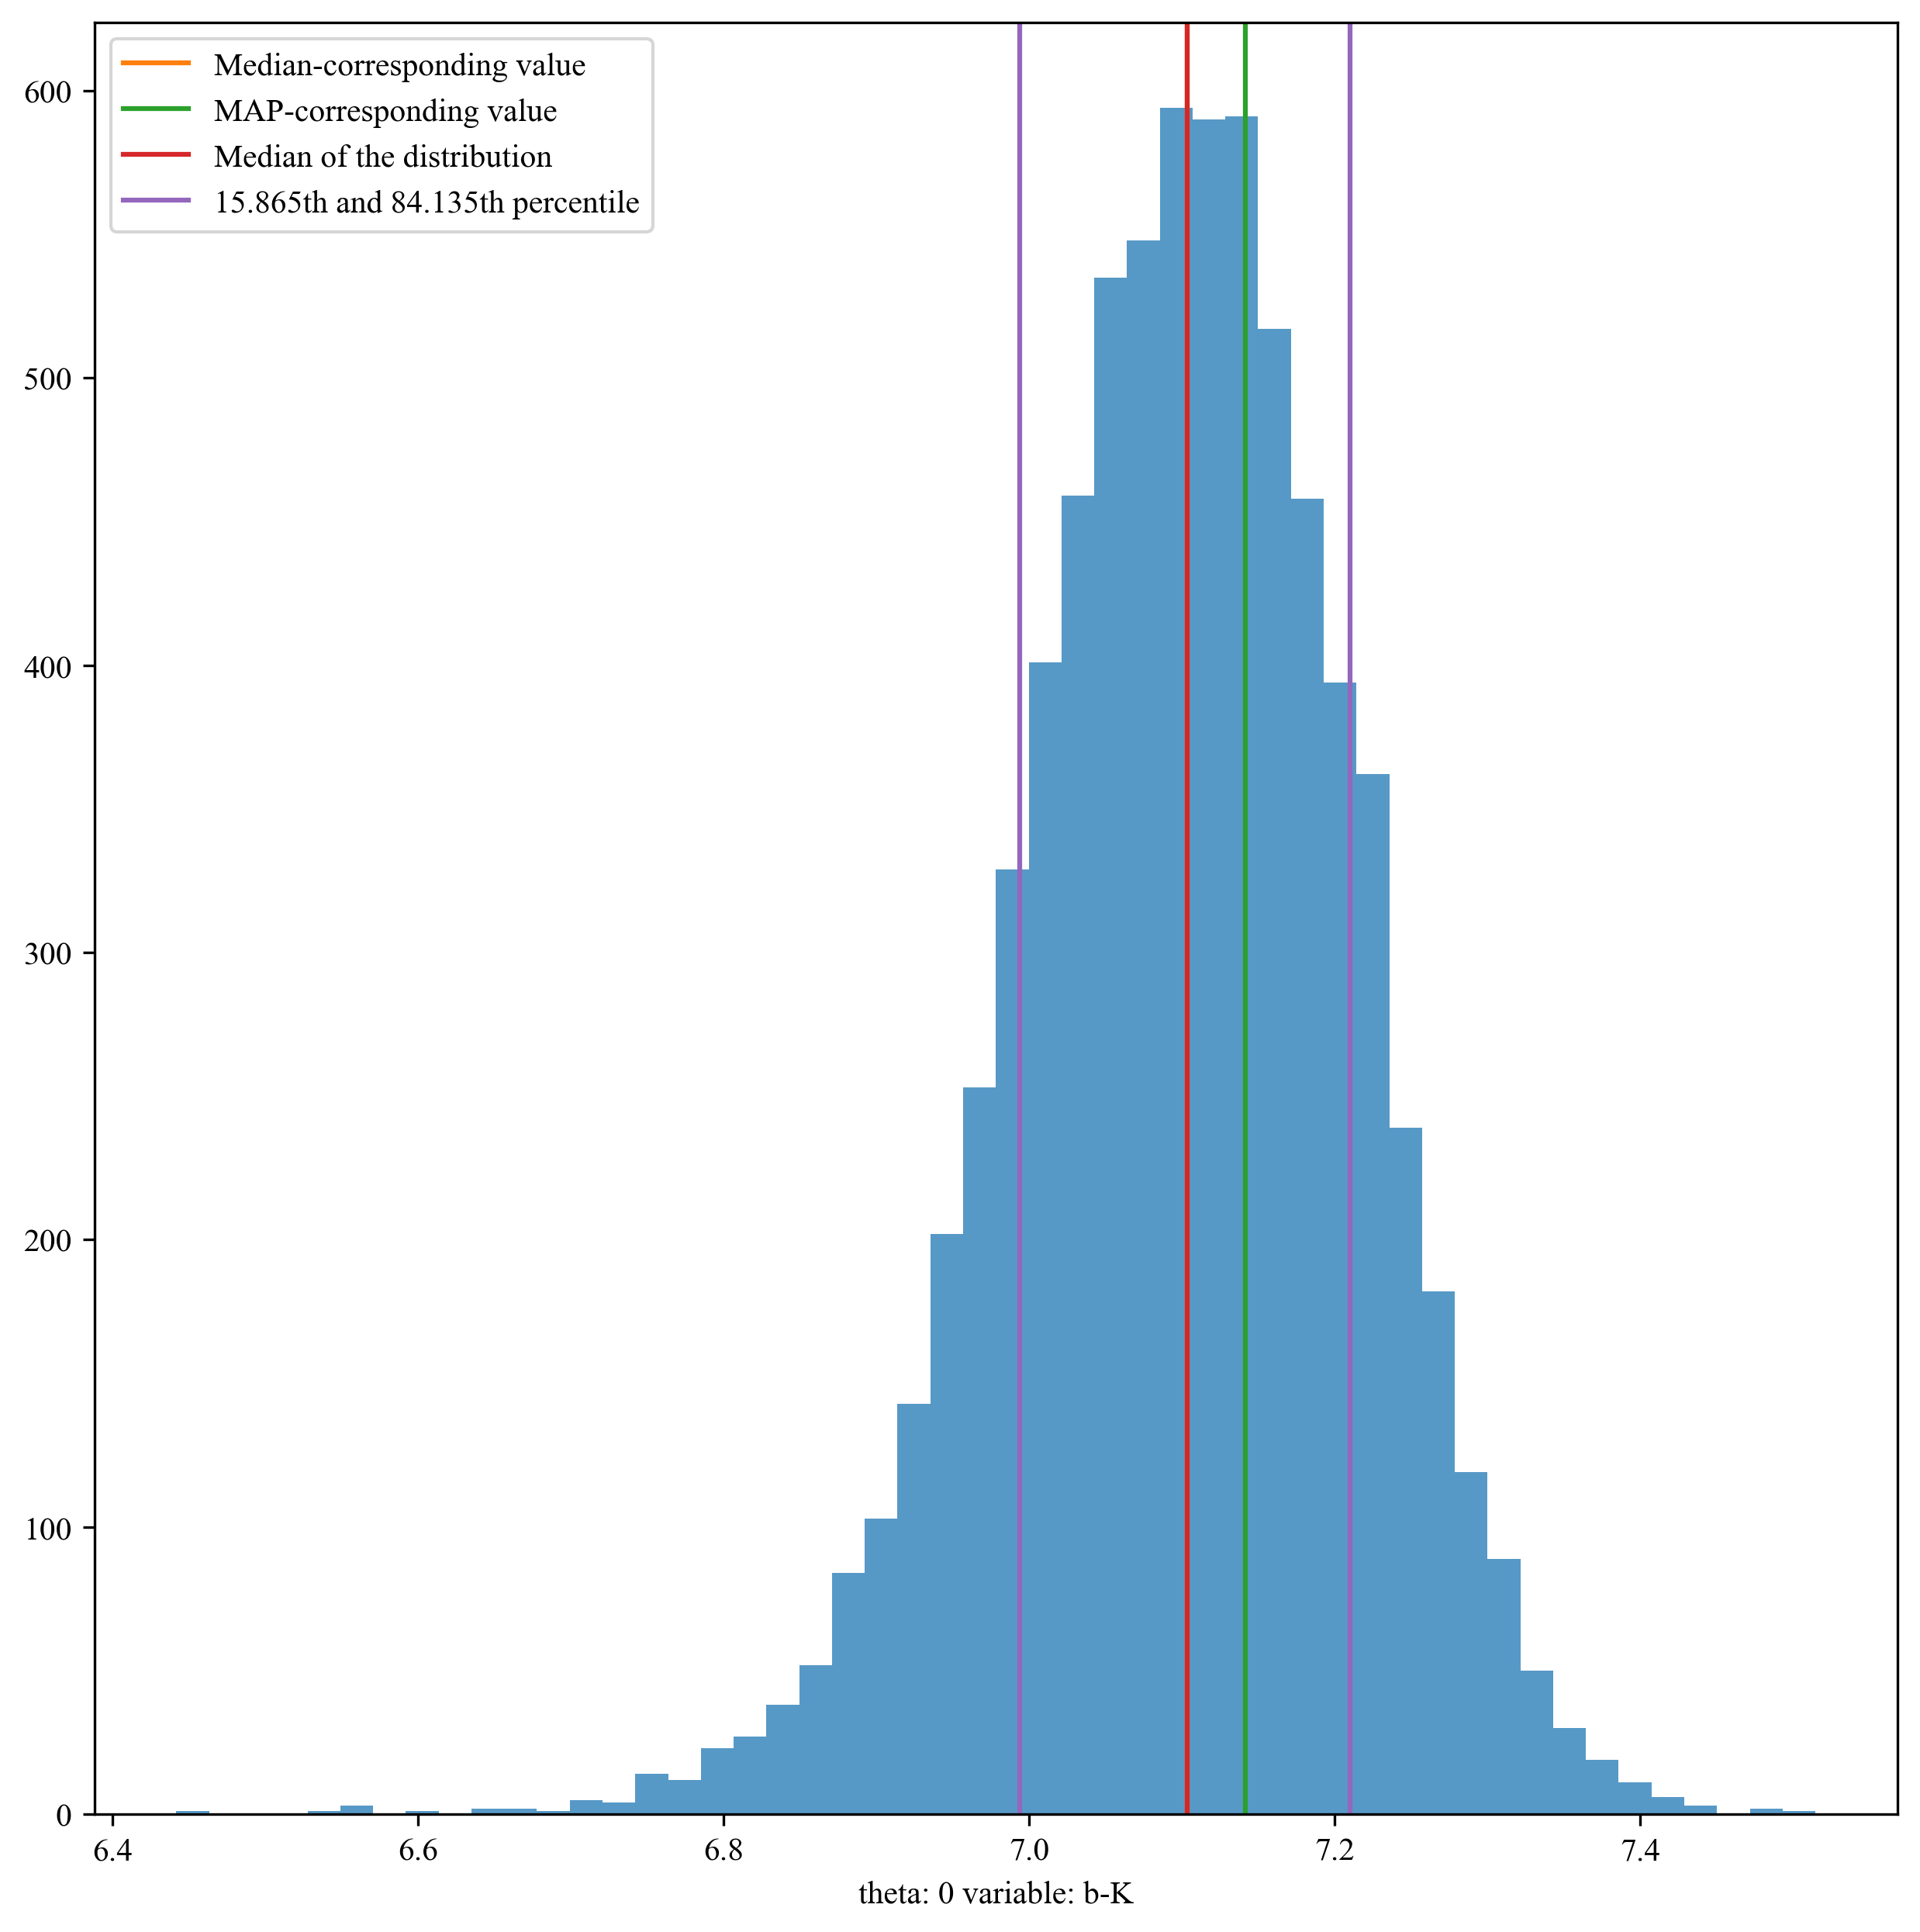 Median-corresponding value
MAP-corresponding value
Median of the distribution
15.865th and 84.135th percentile
600
500
400
300
200
100
0
6.4 6.6 6.8 7.0 7.2 7.4
theta: 0 variable: b-K